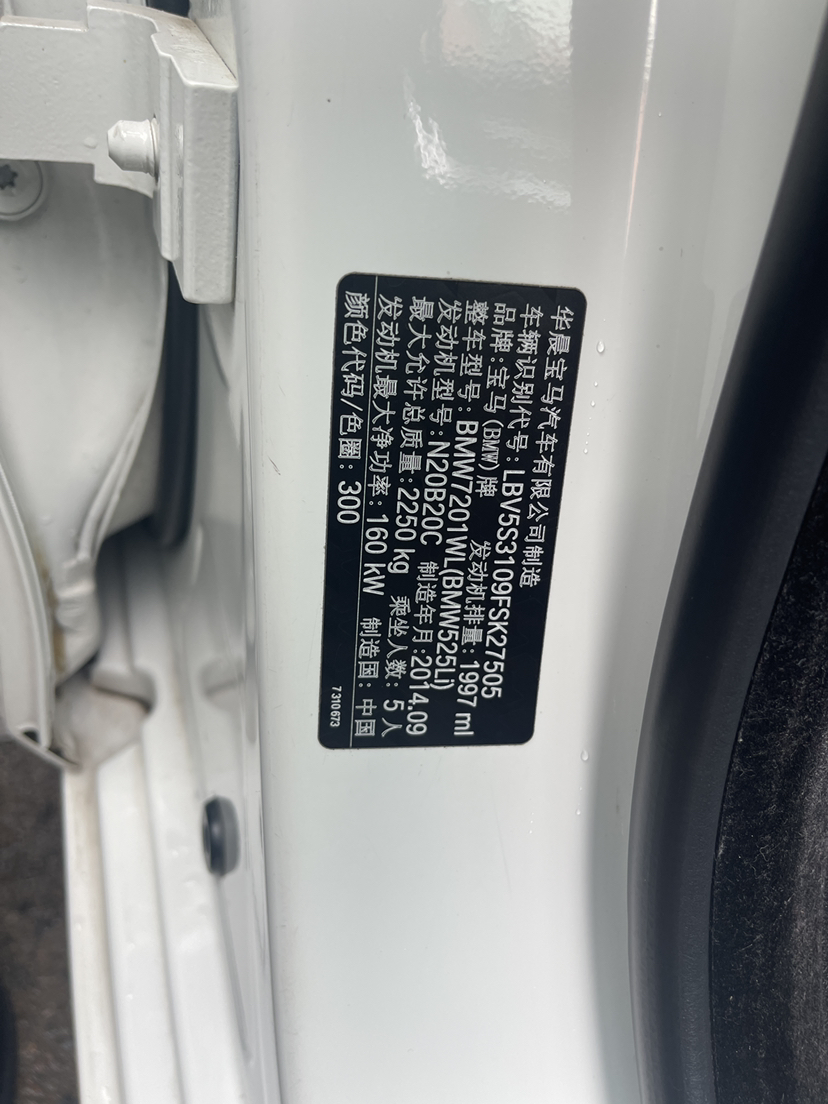 华晨宝马汽车有限公司制造
车辆识别代号:LBV5S3109FSK27505
品牌:宝马(BMW)牌 发动机排量:1997 ml
整车型号:BMW7201WL(BMW525Li)
发动机型号:N20B20C 制造年月:2014.09
最大允许总质量:2250 kg 乘坐人数:5人
发动机最大净功率:160 kW 制造国:中国
颜色代码/色圈:300
7 310 673